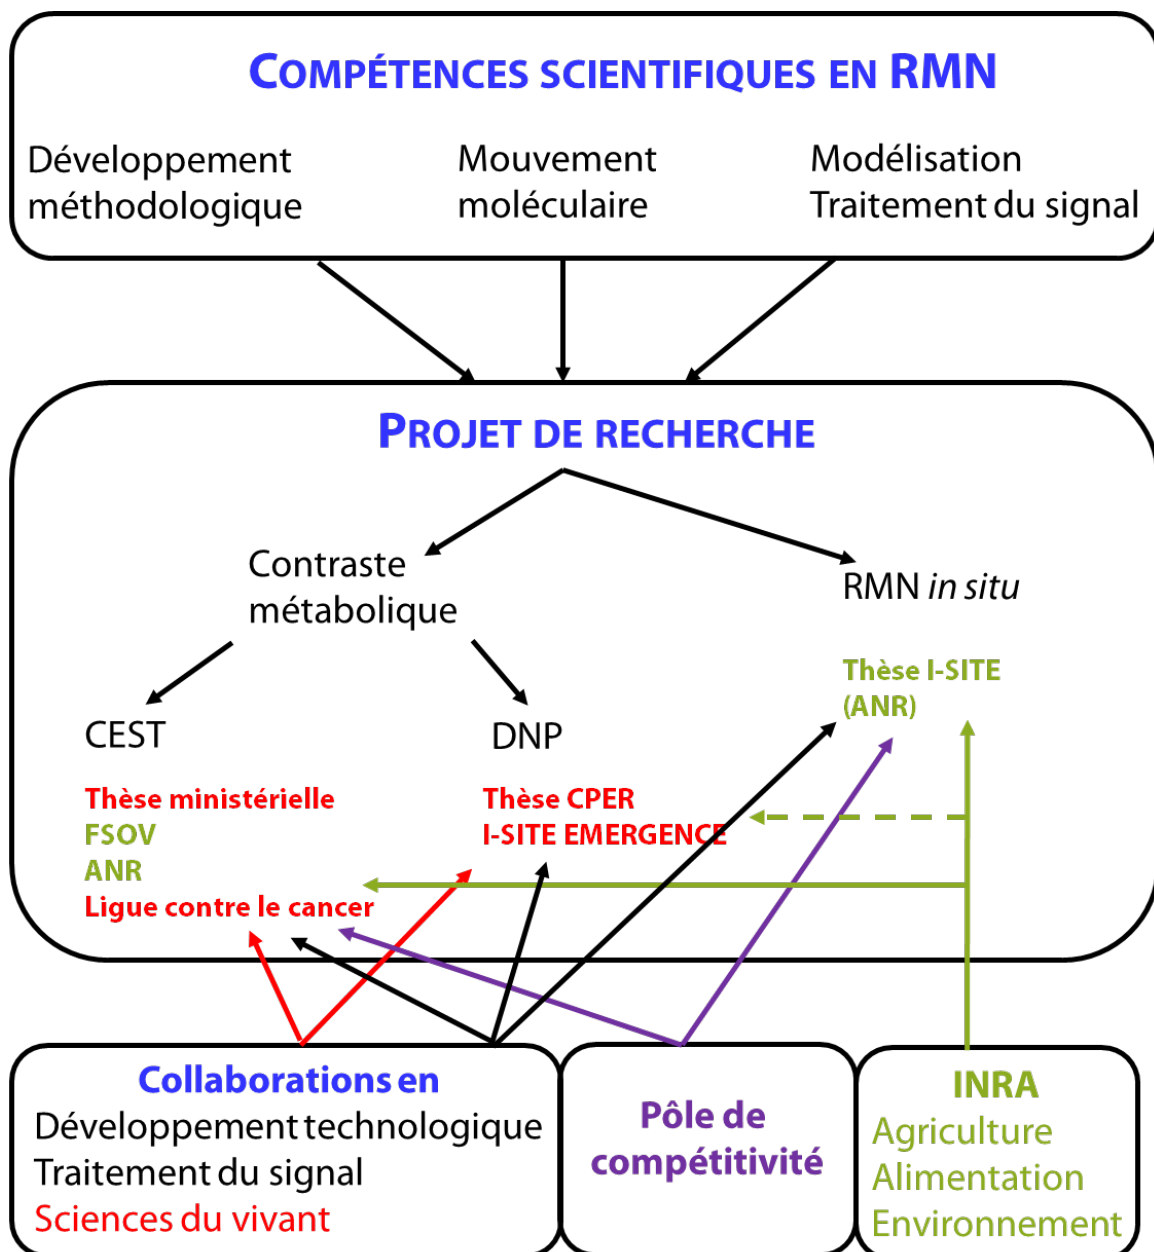 COMPÉTENCES SCIENTIFIQUES EN RMN
Développement
méthodologique
Mouvement
moléculaire
Modélisation
Traitement du signal
PROJET DE RECHERCHE
Contraste
métabolique
RMN in situ
Thèse I-SITE
(ANR)
CEST
DNP
Thèse ministérielle
FSOV
ANR
Ligue contre le cancer
Thèse CPER
I-SITE EMERGENCE
Collaborations en
Développement technologique
Traitement du signal
Sciences du vivant
Pôle de
compétitivité
INRA
Agriculture
Alimentation
Environnement